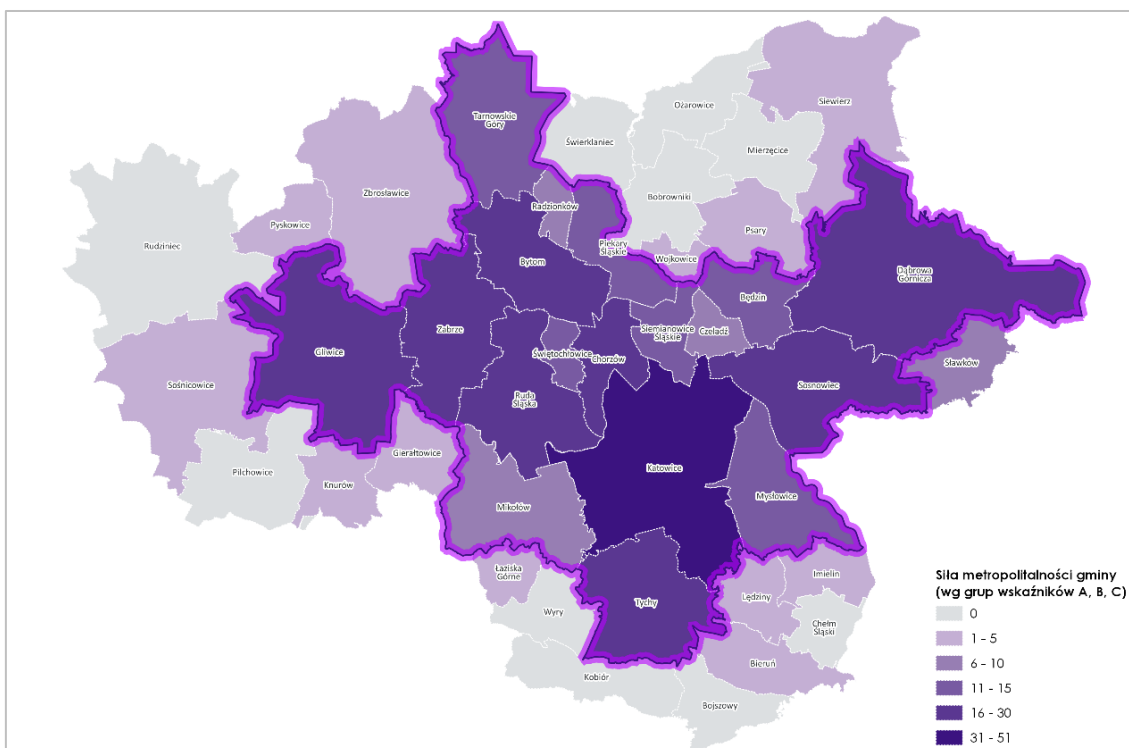 Ożarowice
Siewierz
Tarnowskie
Góry
Świerklaniec
Mierzęcice
Zbrosławice
Radzionków
Bobrowniki
Pyskowice
Psary
Rudziniec
Piekary
Śląskie
Wojkowice
Bytom
Dąbrowa
Górnicza
Będzin
Zabrze
Siemianowice
Śląskie
Czeladź
Gliwice
Świętochłowice
Chorzów
Sławków
Sośnicowice
Sosnowiec
Ruda
Śląska
Gierałtowice
Pilchowice
Katowice
Knurów
Mysłowice
Mikołów
Łaziska
Górne
Imielin
Lędziny
Tychy
Wyry
Chełm
Śląski
Bieruń
Kobiór
Bojszowy
Siła metropolitalności gminy
(wg grup wskaźników A, B, C)
0
1 - 5
6 - 10
11 - 15
16 - 30
31 - 51